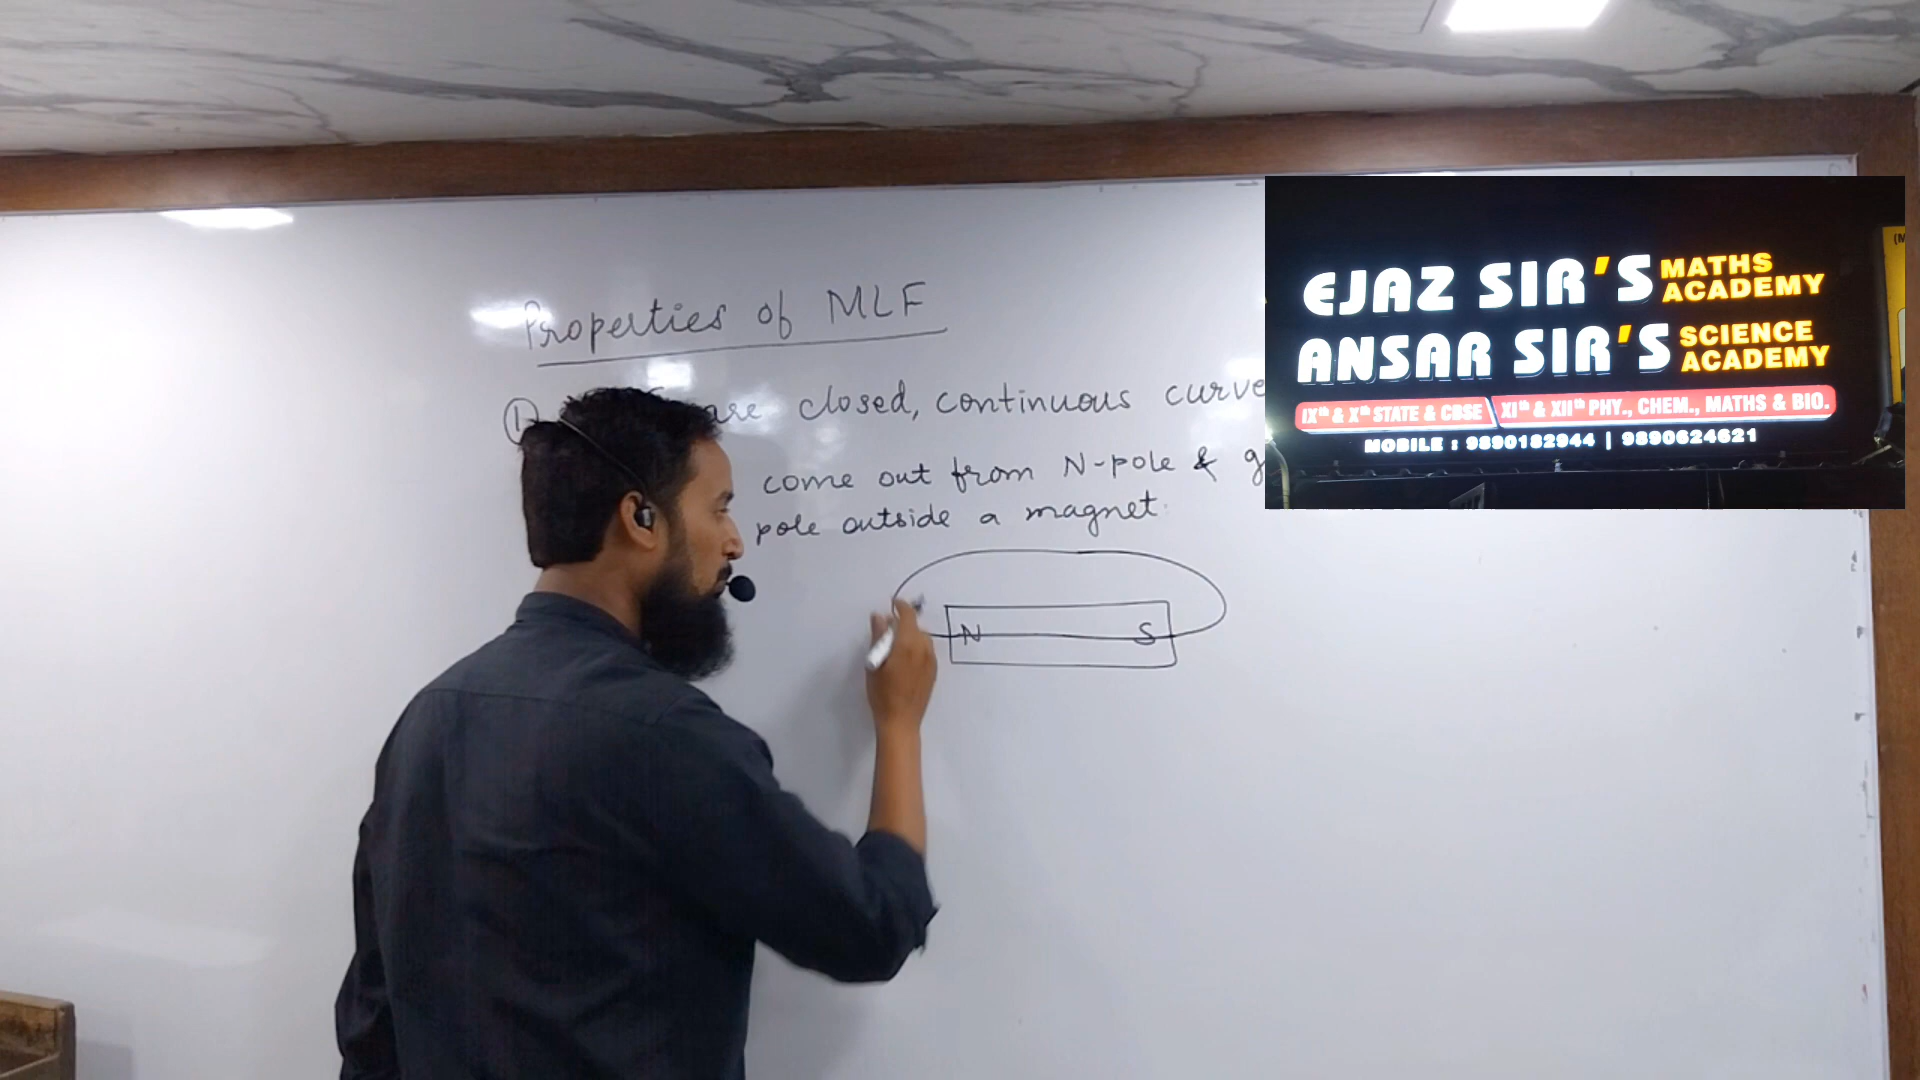 Properties of MLF
① are closed, continuous curve
come out from N-pole & g
pole outside a magnet.
N S
EJAZ SIR'S MATHS ACADEMY
ANSAR SIR'S SCIENCE ACADEMY
IXth & Xth STATE & CBSE XIth & XIIth PHY., CHEM., MATHS & BIO.
MOBILE : 9890182944 | 9890624621